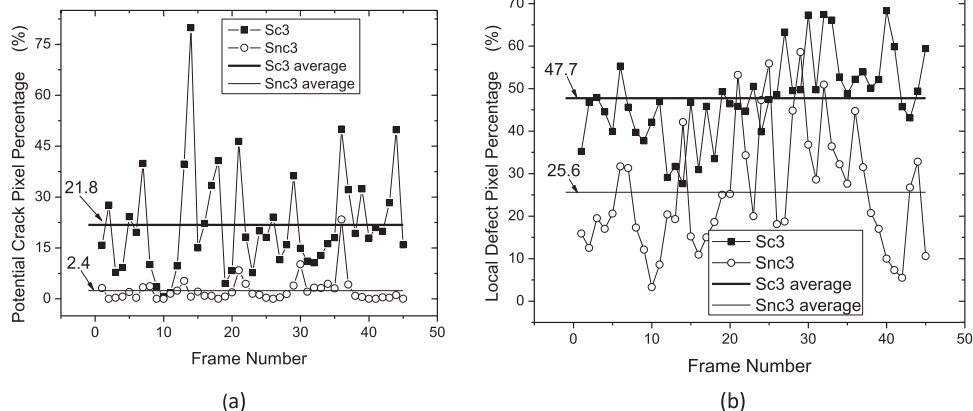 (%)
Potential Crack Pixel Percentage
75
60
45
30
15
0
21.8
2.4
Sc3
Snc3
Sc3 average
Snc3 average
0 10 20 30 40 50
Frame Number
(a)
(%)
Local Defect Pixel Percentage
70
60
50
40
30
20
10
0
47.7
25.6
Sc3
Snc3
Sc3 average
Snc3 average
0 10 20 30 40 50
Frame Number
(b)